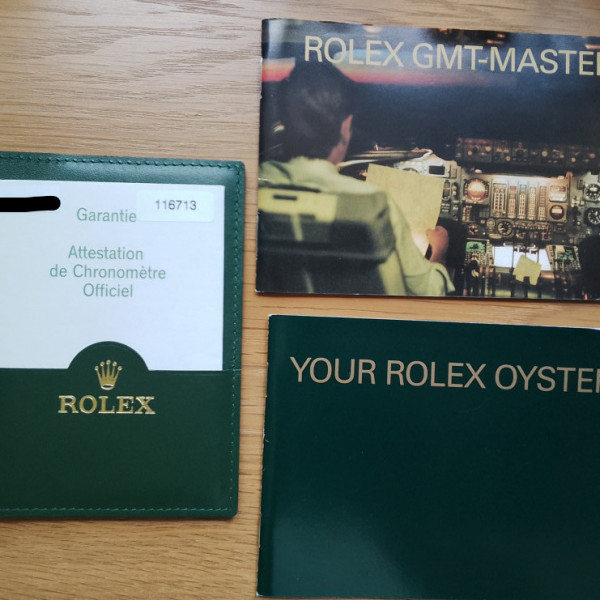 Garantie 116713
Attestation
de Chronomètre
Officiel
ROLEX
ROLEX GMT-MASTE
YOUR ROLEX OYSTE